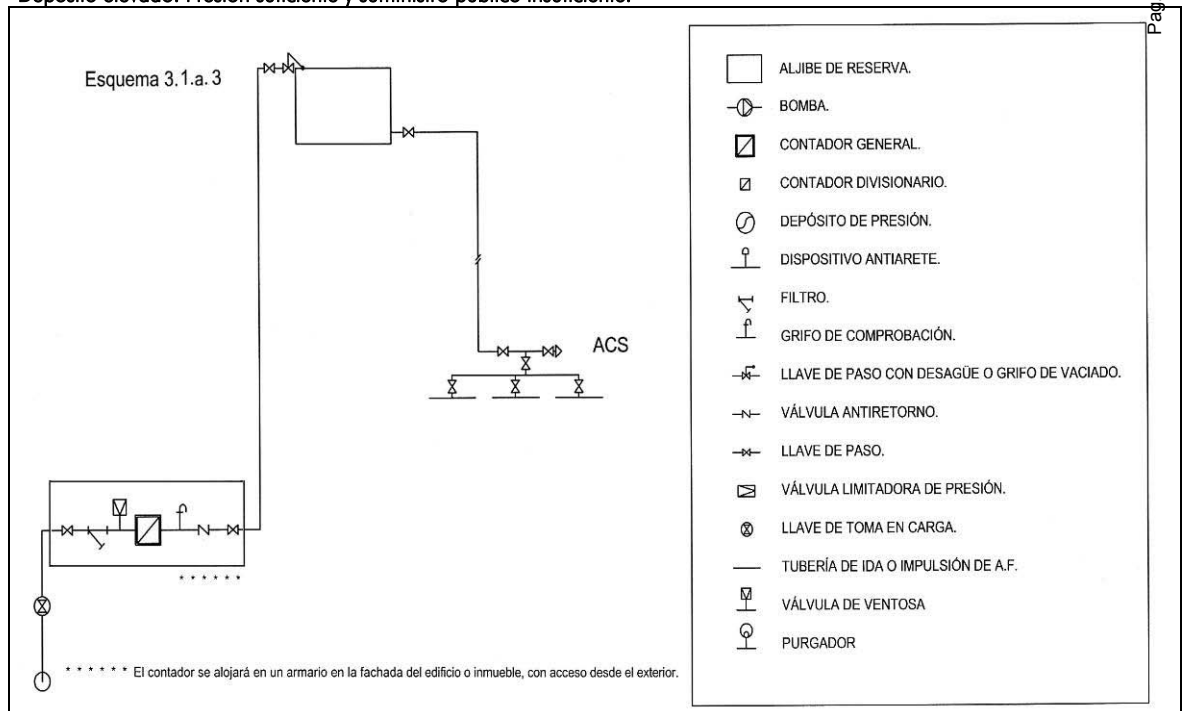 Depósito elevado. Presión suficiente y suministro público insuficiente.
Pag
Esquema 3.1.a.3
ALJIBE DE RESERVA.
BOMBA.
CONTADOR GENERAL.
CONTADOR DIVISIONARIO.
DEPÓSITO DE PRESIÓN.
DISPOSITIVO ANTIARETE.
FILTRO.
GRIFO DE COMPROBACIÓN.
LLAVE DE PASO CON DESAGÜE O GRIFO DE VACIADO.
VÁLVULA ANTIRETORNO.
LLAVE DE PASO.
VÁLVULA LIMITADORA DE PRESIÓN.
LLAVE DE TOMA EN CARGA.
TUBERÍA DE IDA O IMPULSIÓN DE A.F.
VÁLVULA DE VENTOSA
PURGADOR
ACS
* * * * * *
* * * * * * El contador se alojará en un armario en la fachada del edificio o inmueble, con acceso desde el exterior.